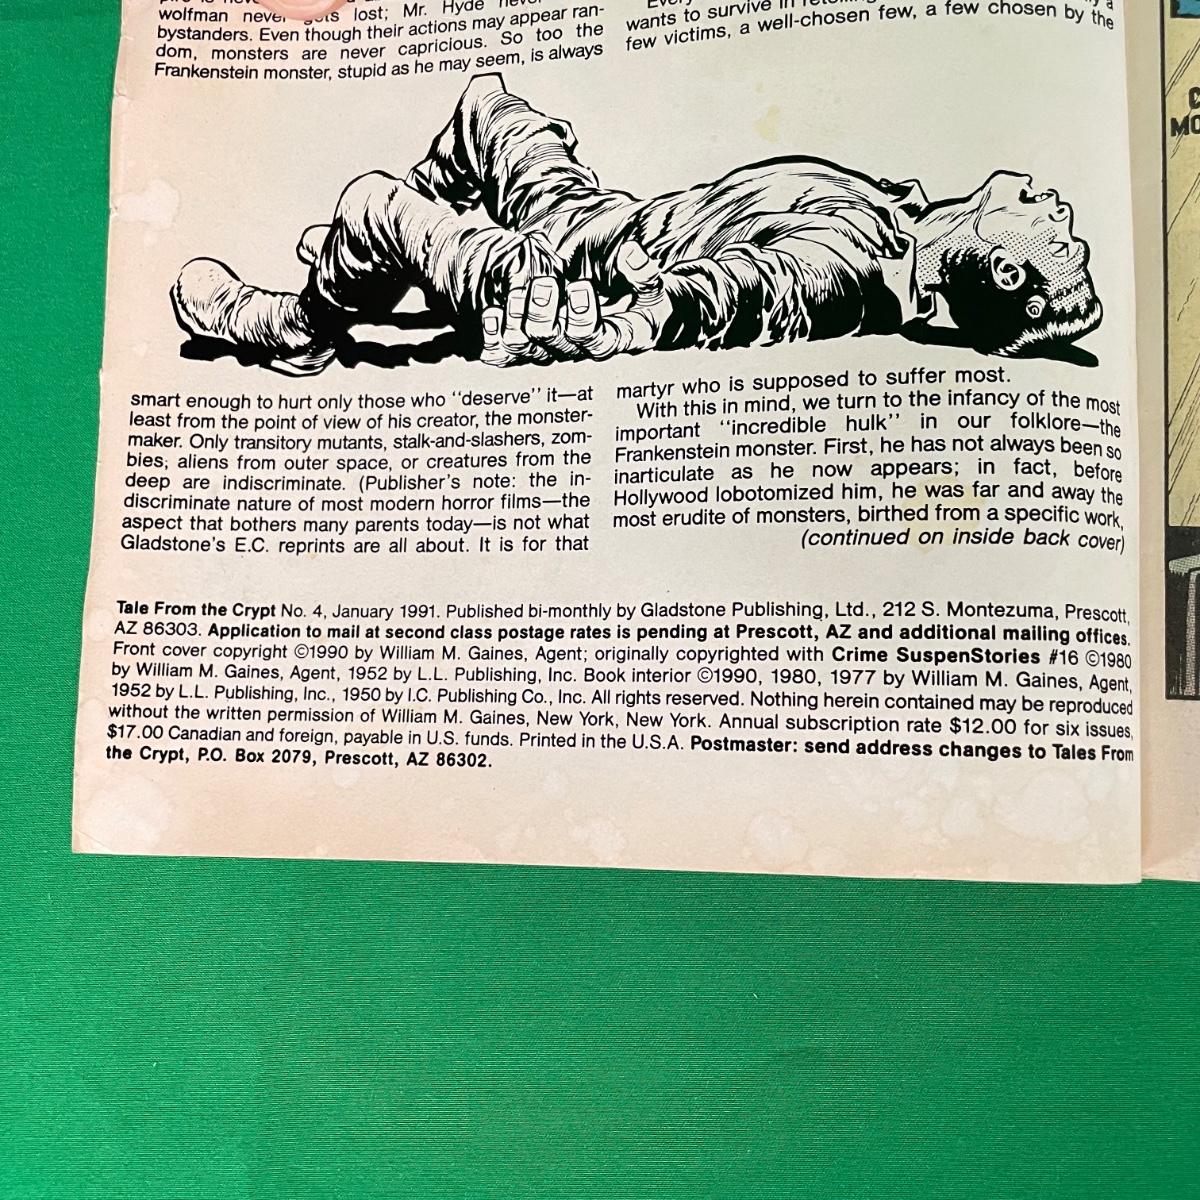 wolfman never gets lost; Mr. Hyde
bystanders. Even though their actions may appear ran-
dom, monsters are never capricious. So too the
Frankenstein monster, stupid as he may seem, is always
wants to survive in
few victims, a well-chosen few, a few chosen by the
smart enough to hurt only those who "deserve" it—at
least from the point of view of his creator, the monster-
maker. Only transitory mutants, stalk-and-slashers, zom-
bies, aliens from outer space, or creatures from the
deep are indiscriminate. (Publisher's note: the in-
discriminate nature of most modern horror films—the
aspect that bothers many parents today—is not what
Gladstone's E.C. reprints are all about. It is for that
martyr who is supposed to suffer most.
With this in mind, we turn to the infancy of the most
important "incredible hulk" in our folklore—the
Frankenstein monster. First, he has not always been so
inarticulate as he now appears; in fact, before
Hollywood lobotomized him, he was far and away the
most erudite of monsters, birthed from a specific work,
(continued on inside back cover)
Tale From the Crypt No. 4, January 1991. Published bi-monthly by Gladstone Publishing, Ltd., 212 S. Montezuma, Prescott,
AZ 86303. Application to mail at second class postage rates is pending at Prescott, AZ and additional mailing offices.
Front cover copyright ©1990 by William M. Gaines, Agent; originally copyrighted with Crime SuspenStories #16 ©1980
by William M. Gaines, Agent, 1952 by L.L. Publishing, Inc. Book interior ©1990, 1980, 1977 by William M. Gaines, Agent,
1952 by L.L. Publishing, Inc., 1950 by I.C. Publishing Co., Inc. All rights reserved. Nothing herein contained may be reproduced
without the written permission of William M. Gaines, New York, New York. Annual subscription rate $12.00 for six issues,
$17.00 Canadian and foreign, payable in U.S. funds. Printed in the U.S.A. Postmaster: send address changes to Tales From
the Crypt, P.O. Box 2079, Prescott, AZ 86302.